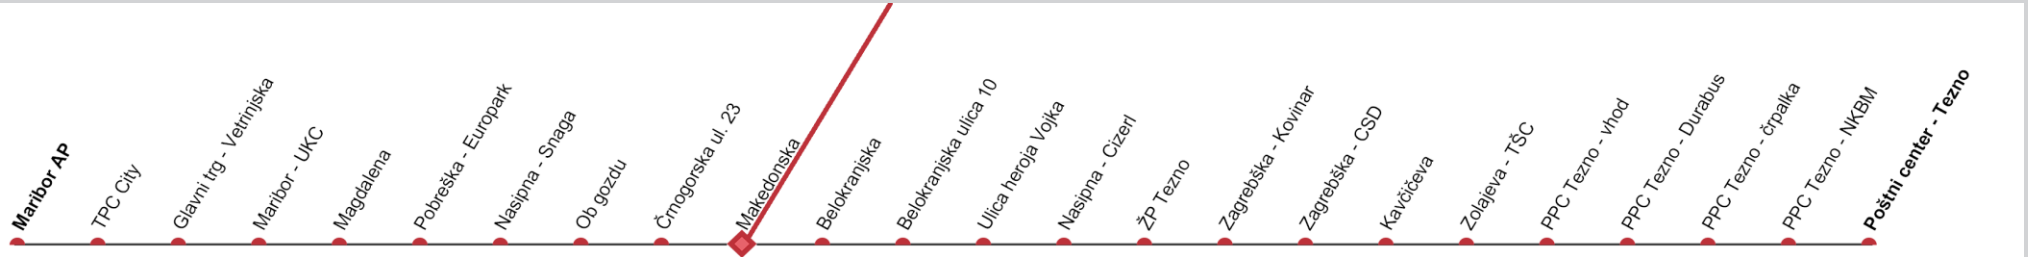 Maribor AP
TPC City
Glavni trg - Vetrinjska
Maribor - UKC
Magdalena
Pobreška - Europark
Nasipna - Snaga
Ob gozdu
Črnogorska ul. 23
Makedonska
Belokranjska
Belokranjska ulica 10
Ulica heroja Vojka
Nasipna - Cizerl
ŽP Tezno
Zagrebška - Kovinar
Zagrebška - CSD
Kavčičeva
Zolajeva - TŠC
PPC Tezno - vhod
PPC Tezno - Durabus
PPC Tezno - črpalka
PPC Tezno - NKBM
Poštni center - Tezno